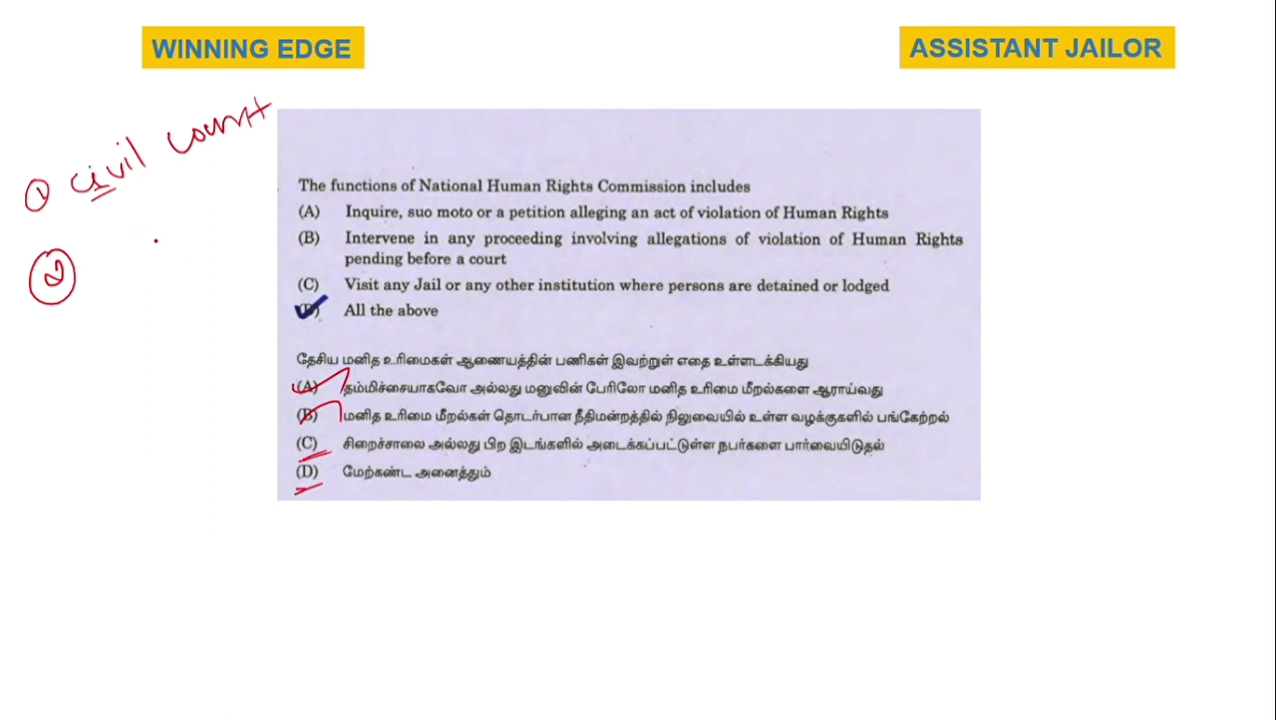 WINNING EDGE
ASSISTANT JAILOR
① Civil Court
②
The functions of National Human Rights Commission includes
(A) Inquire, suo moto or a petition alleging an act of violation of Human Rights
(B) Intervene in any proceeding involving allegations of violation of Human Rights
pending before a court
(C) Visit any Jail or any other institution where persons are detained or lodged
(D) All the above
தேசிய மனித உரிமைகள் ஆணையத்தின் பணிகள் இவற்றுள் எதை உள்ளடக்கியது
(A) தம்மிச்சையாகவோ அல்லது மனுவின் பேரிலோ மனித உரிமை மீறல்களை ஆராய்வது
(B) மனித உரிமை மீறல்கள் தொடர்பான நீதிமன்றத்தில் நிலுவையில் உள்ள வழக்குகளில் பங்கேற்றல்
(C) சிறைச்சாலை அல்லது பிற இடங்களில் அடைக்கப்பட்டுள்ள நபர்களை பார்வையிடுதல்
(D) மேற்கண்ட அனைத்தும்